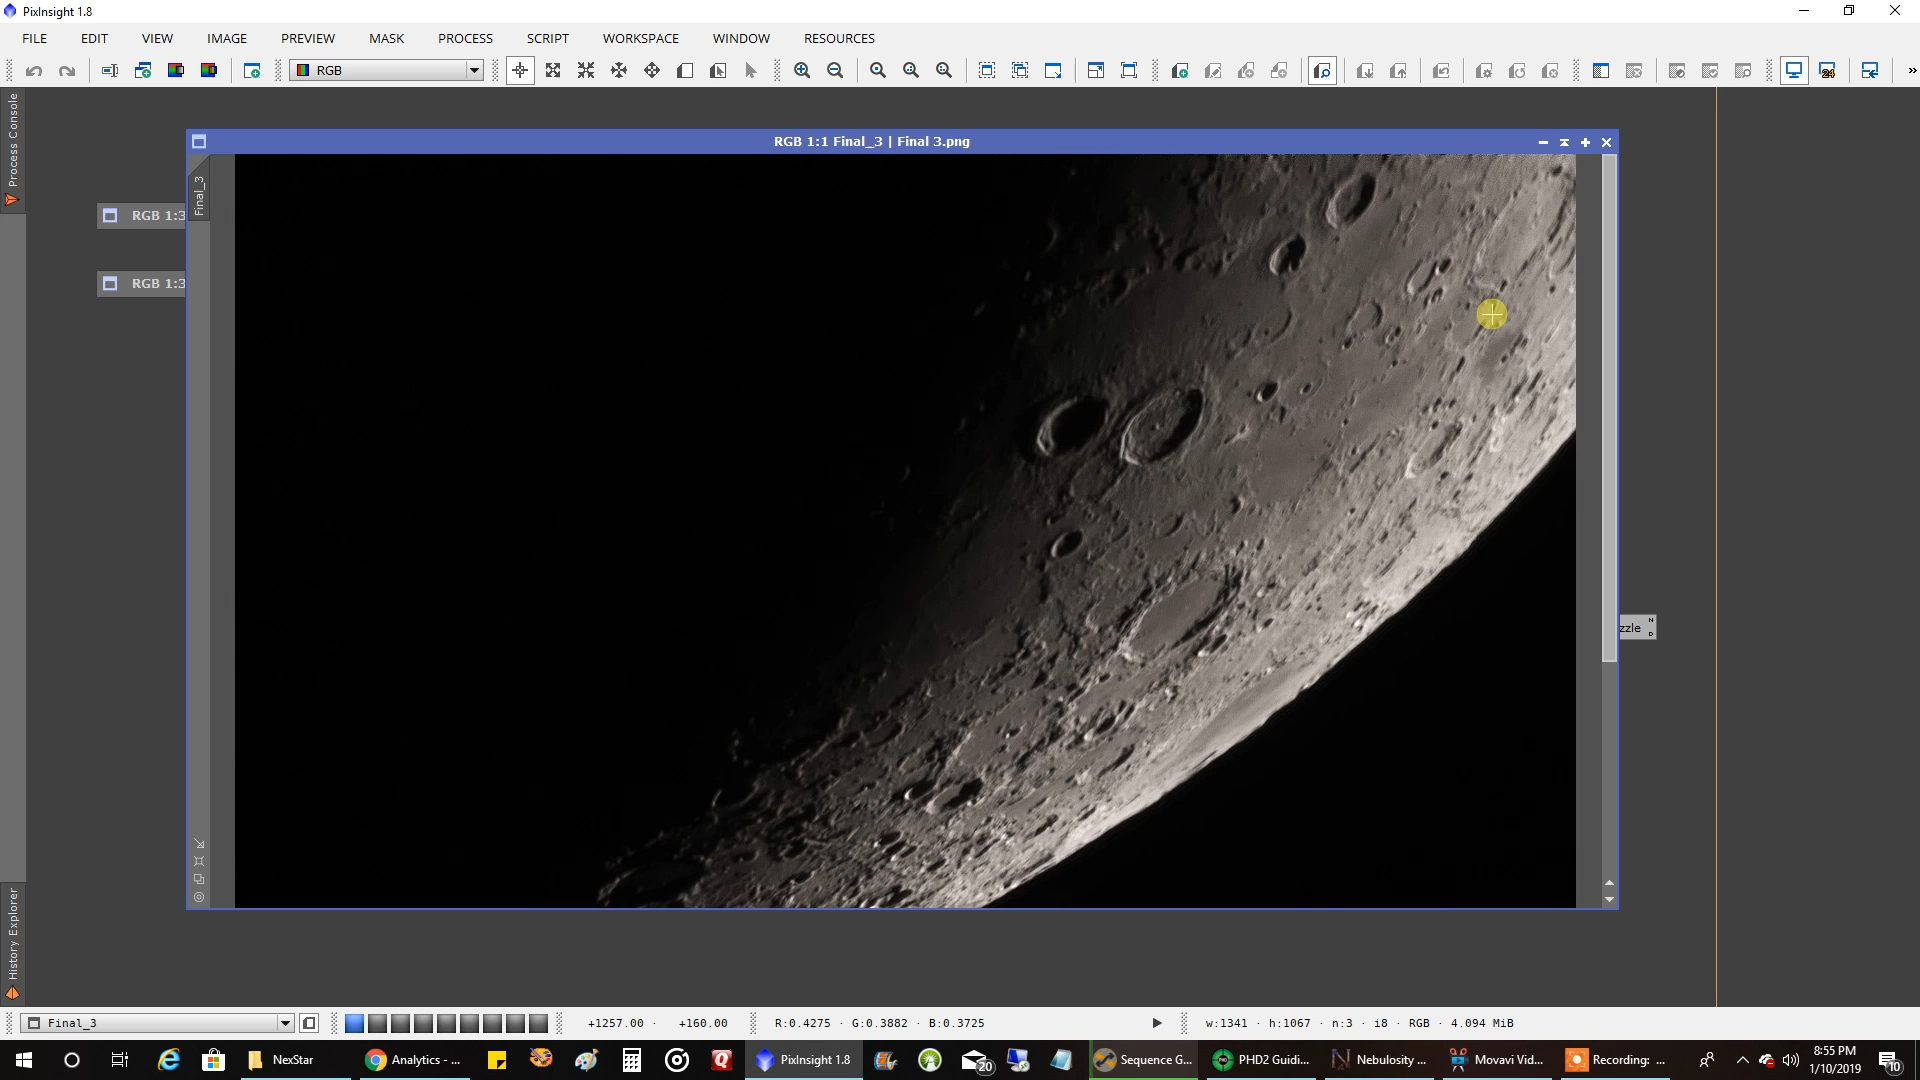 PixInsight 1.8
FILE EDIT VIEW IMAGE PREVIEW MASK PROCESS SCRIPT WORKSPACE WINDOW RESOURCES
RGB
24
Process Console
RGB 1:1 Final_3 | Final 3.png
Final_3
RGB 1:3
RGB 1:3
zzle
N
D
History Explorer
Final_3
+1257.00 · +160.00
R:0.4275 · G:0.3882 · B:0.3725
w:1341 · h:1067 · n:3 · i8 · RGB · 4.094 MiB
NexStar
Analytics - ...
PixInsight 1.8
20
Sequence G...
PHD2 Guidi...
Nebulosity ...
Movavi Vid...
Recording: ...
8:55 PM
1/10/2019
10